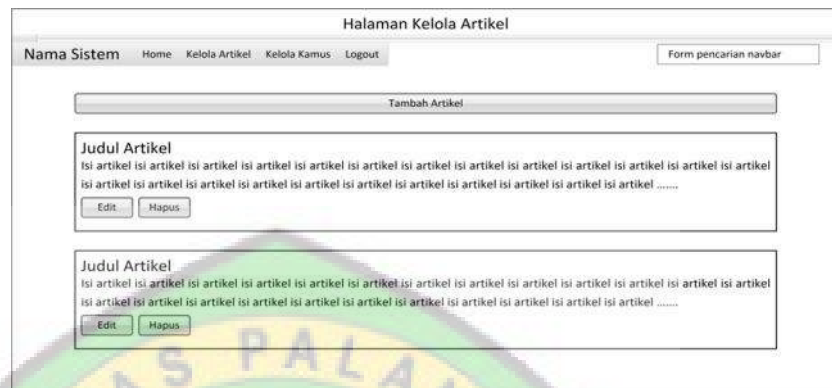 Halaman Kelola Artikel
Nama Sistem Home Kelola Artikel Kelola Kamus Logout Form pencarian navbar
Tambah Artikel
Judul Artikel
Isi artikel isi artikel isi artikel isi artikel isi artikel isi artikel isi artikel isi artikel isi artikel isi artikel isi artikel isi artikel isi artikel isi artikel
isi artikel isi artikel isi artikel isi artikel isi artikel isi artikel isi artikel isi artikel isi artikel isi artikel isi artikel .......
Edit Hapus
Judul Artikel
Isi artikel isi artikel isi artikel isi artikel isi artikel isi artikel isi artikel isi artikel isi artikel isi artikel isi artikel isi artikel isi artikel isi artikel
isi artikel isi artikel isi artikel isi artikel isi artikel isi artikel isi artikel isi artikel isi artikel isi artikel isi artikel .......
Edit Hapus